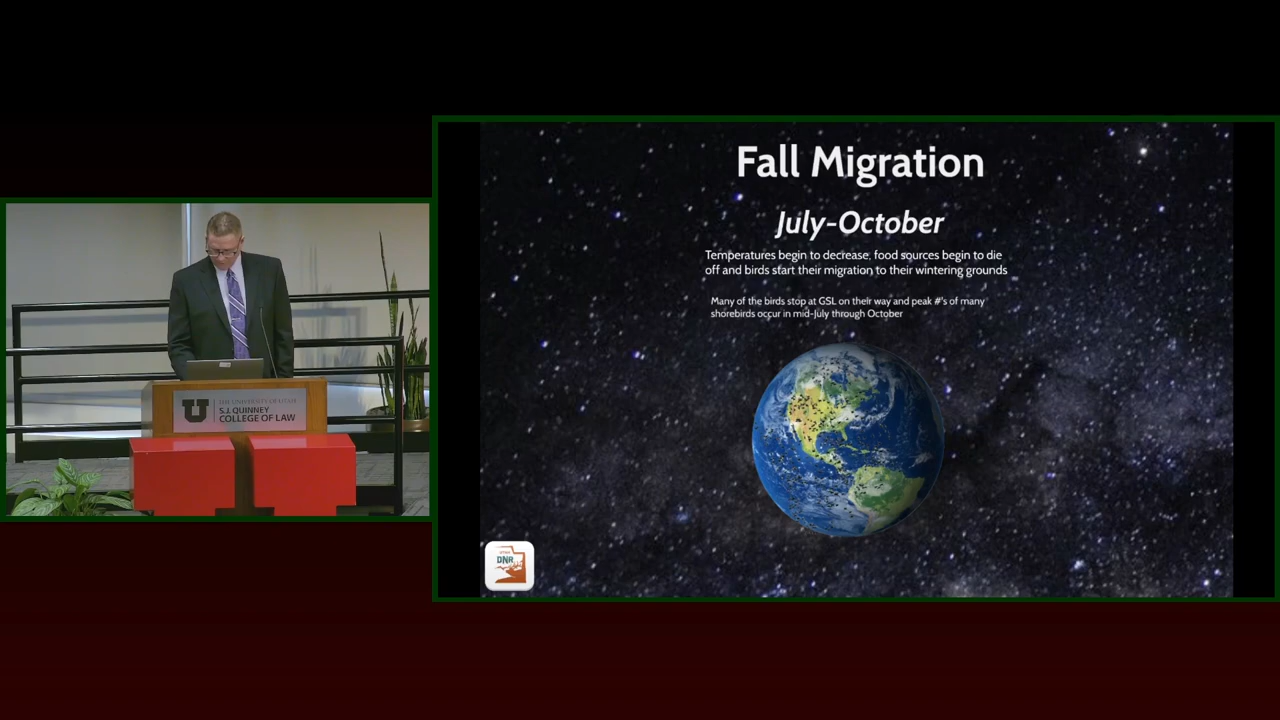 Fall Migration
July-October
Temperatures begin to decrease, food sources begin to die
off and birds start their migration to their wintering grounds
Many of the birds stop at GSL on their way and peak #'s of many
shorebirds occur in mid-July through October
U
THE UNIVERSITY OF UTAH
S.J. QUINNEY
COLLEGE OF LAW
UTAH
DNR